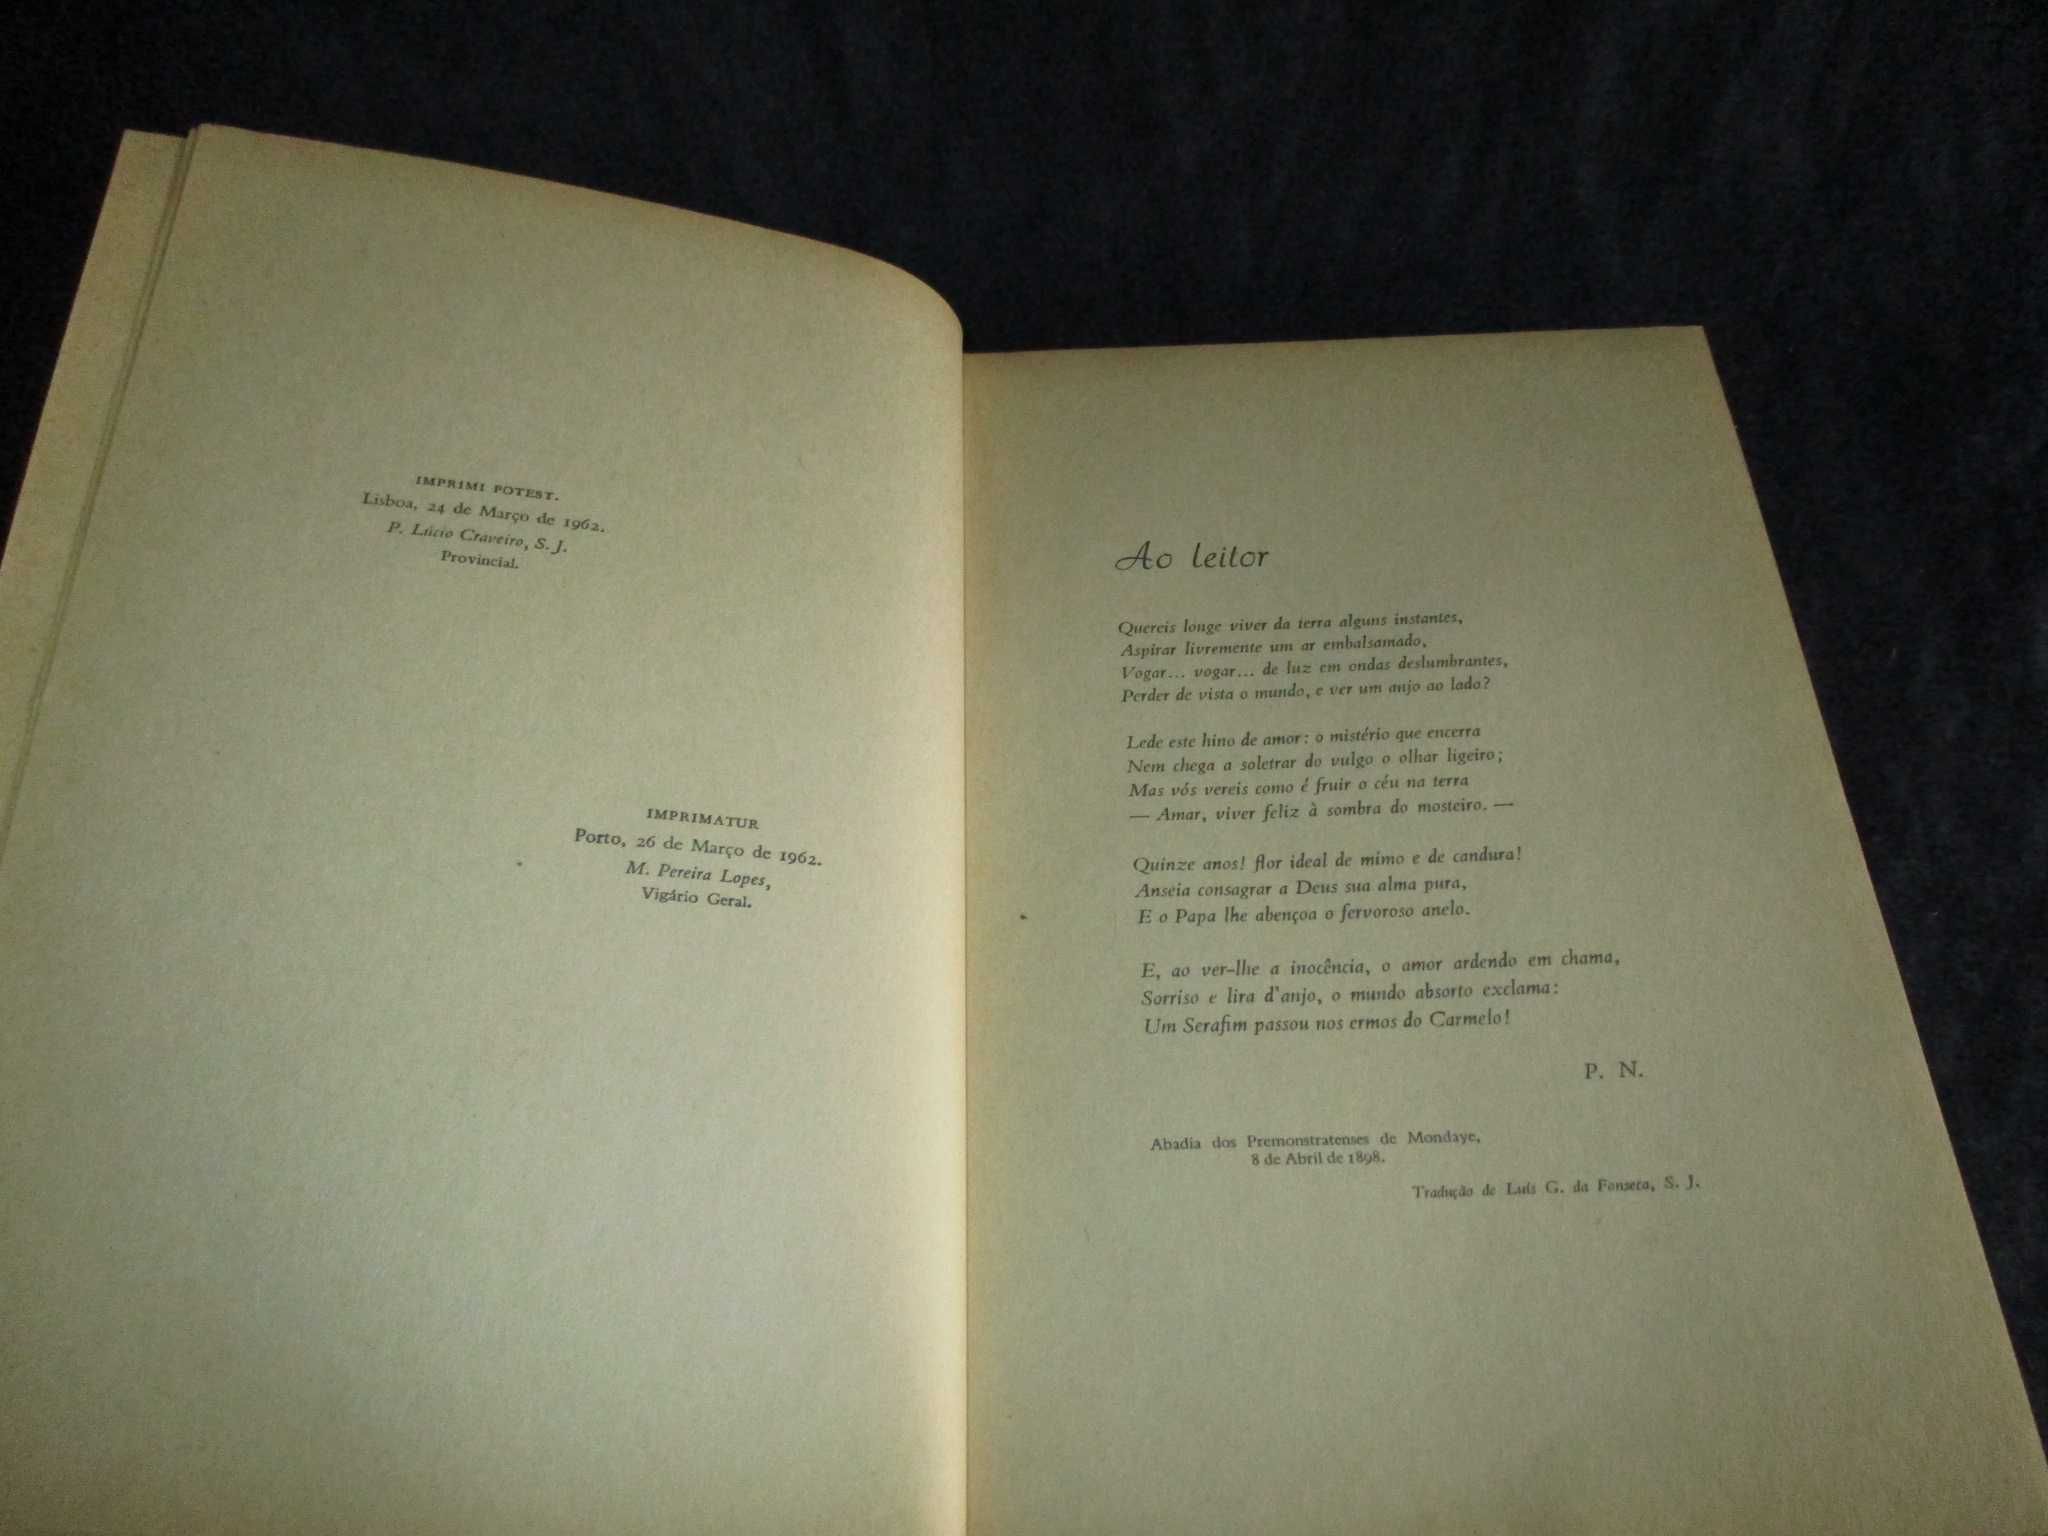 IMPRIMI POTEST.
Lisboa, 24 de Março de 1962.
P. Lúcio Craveiro, S. J.
Provincial.
IMPRIMATUR
Porto, 26 de Março de 1962.
M. Pereira Lopes,
Vigário Geral.
Ao leitor
Quereis longe viver da terra alguns instantes,
Aspirar livremente um ar embalsamado,
Vogar... vogar... de luz em ondas deslumbrantes,
Perder de vista o mundo, e ver um anjo ao lado?
Lede este hino de amor: o mistério que encerra
Nem chega a soletrar do vulgo o olhar ligeiro;
Mas vós vereis como é fruir o céu na terra
— Amar, viver feliz à sombra do mosteiro. —
Quinze anos! flor ideal de mimo e de candura!
Anseia consagrar a Deus sua alma pura,
E o Papa lhe abençoa o fervoroso anelo.
E, ao ver-lhe a inocência, o amor ardendo em chama,
Sorriso e lira d'anjo, o mundo absorto exclama:
Um Serafim passou nos ermos do Carmelo!
P. N.
Abadia dos Premonstratenses de Mondaye,
8 de Abril de 1898.
Tradução de Luís G. da Fonseca, S. J.